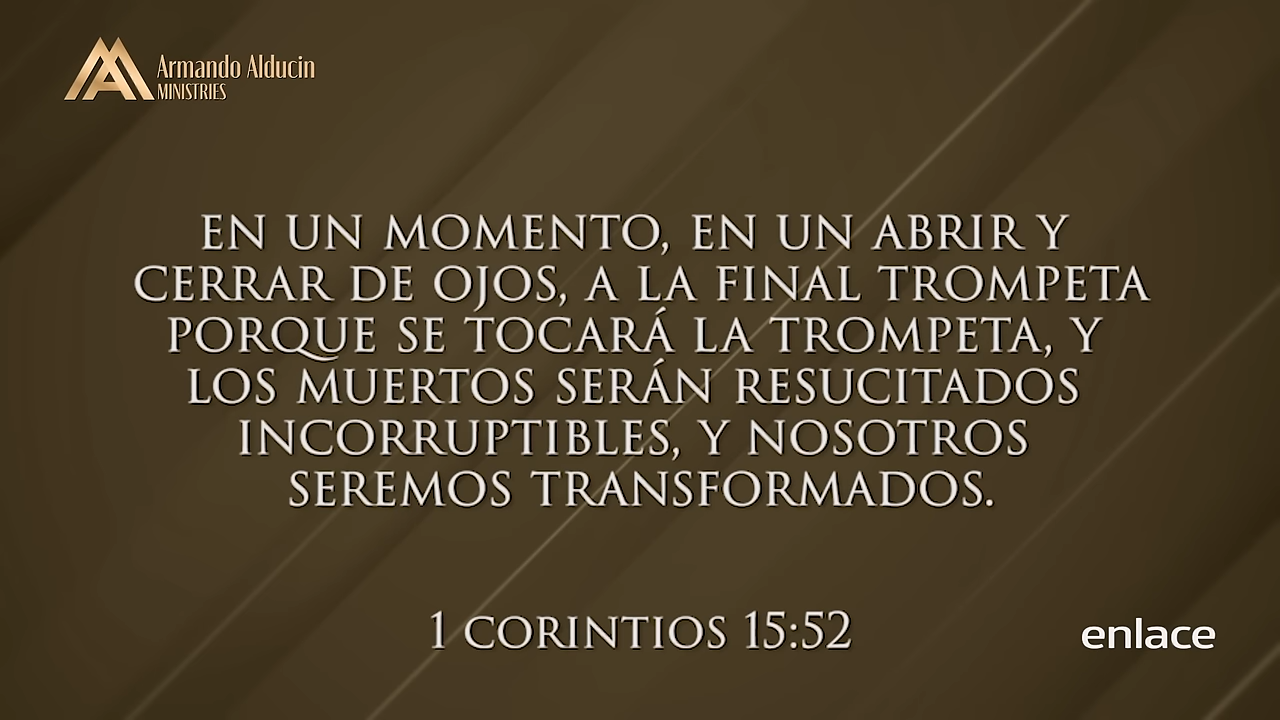 Armando Alducin
MINISTRIES
EN UN MOMENTO, EN UN ABRIR Y
CERRAR DE OJOS, A LA FINAL TROMPETA
PORQUE SE TOCARÁ LA TROMPETA, Y
LOS MUERTOS SERÁN RESUCITADOS
INCORRUPTIBLES, Y NOSOTROS
SEREMOS TRANSFORMADOS.
1 CORINTIOS 15:52
enlace